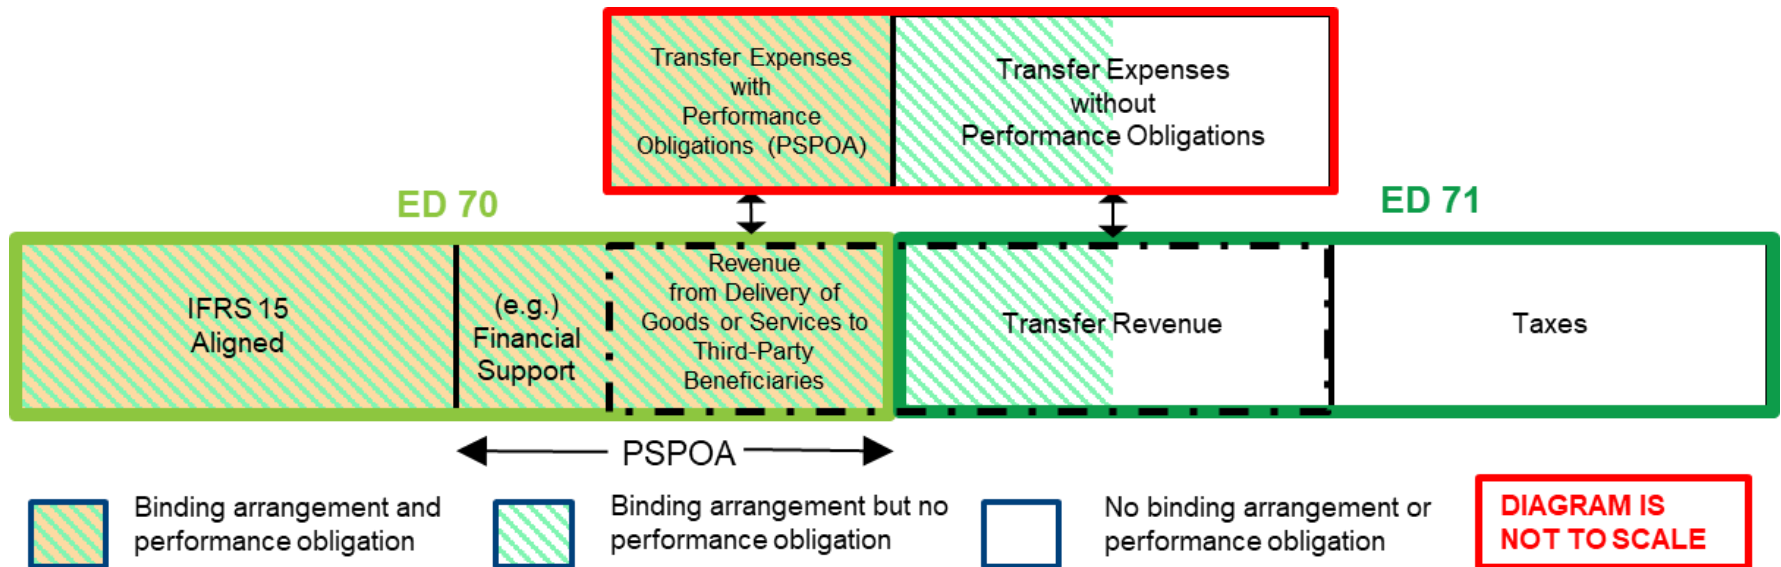 Transfer Expenses
with
Performance
Obligations (PSPOA)
Transfer Expenses
without
Performance Obligations
ED 70
ED 71
IFRS 15
Aligned
(e.g.)
Financial
Support
Revenue
from Delivery of
Goods or Services to
Third-Party
Beneficiaries
Transfer Revenue
Taxes
PSPOA
Binding arrangement and
performance obligation
Binding arrangement but no
performance obligation
No binding arrangement or
performance obligation
DIAGRAM IS
NOT TO SCALE